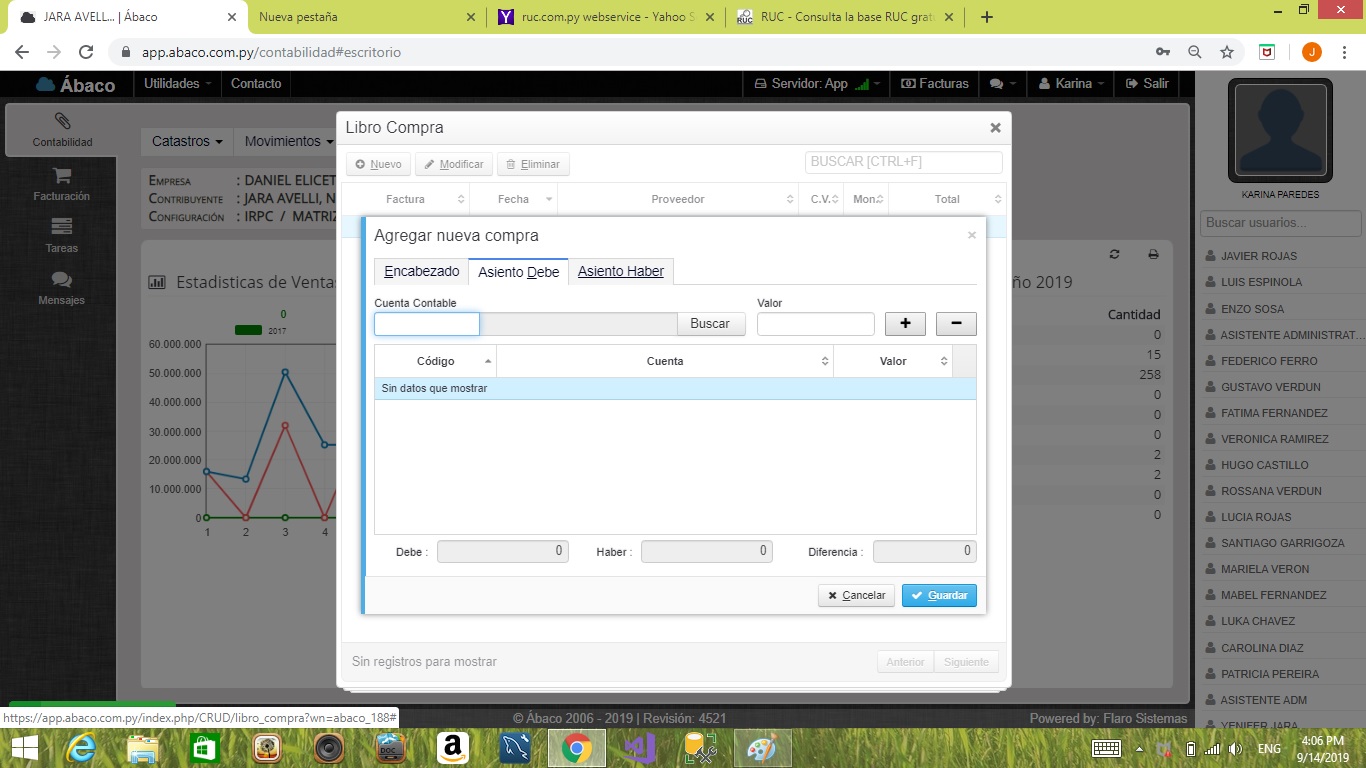 JARA AVELLI... | Ábaco
Nueva pestaña
ruc.com.py webservice - Yahoo S
RUC - Consulta la base RUC grat
app.abaco.com.py/contabilidad#escritorio
J
Ábaco
Utilidades
Contacto
Servidor: App
Facturas
Karina
Salir
Contabilidad
Facturación
Tareas
Mensajes
Catastros
Movimientos
EMPRESA : DANIEL ELICET
CONTRIBUYENTE : JARA AVELLI, N
CONFIGURACIÓN : IRPC / MATRIZ
Estadisticas de Ventas
ño 2019
0
2017
60.000.000
50.000.000
40.000.000
30.000.000
20.000.000
10.000.000
0
1 2 3 4
Cantidad
0
15
258
0
0
0
2
2
0
0
Libro Compra
Nuevo
Modificar
Eliminar
BUSCAR [CTRL+F]
Factura
Fecha
Proveedor
C.V.
Mon.
Total
Agregar nueva compra
Encabezado
Asiento Debe
Asiento Haber
Cuenta Contable
Valor
Buscar
Código
Cuenta
Valor
Sin datos que mostrar
Debe : 0
Haber : 0
Diferencia : 0
Cancelar
Guardar
Sin registros para mostrar
Anterior
Siguiente
KARINA PAREDES
Buscar usuarios...
JAVIER ROJAS
LUIS ESPINOLA
ENZO SOSA
ASISTENTE ADMINISTRAT...
FEDERICO FERRO
GUSTAVO VERDUN
FATIMA FERNANDEZ
VERONICA RAMIREZ
HUGO CASTILLO
ROSSANA VERDUN
LUCIA ROJAS
SANTIAGO GARRIGOZA
MARIELA VERON
MABEL FERNANDEZ
LUKA CHAVEZ
CAROLINA DIAZ
PATRICIA PEREIRA
ASISTENTE ADM
YENIFER JARA
https://app.abaco.com.py/index.php/CRUD/libro_compra?wn=abaco_188#
© Ábaco 2006 - 2019 | Revisión: 4521
Powered by: Flaro Sistemas
DOC
ENG
4:06 PM
9/14/2019